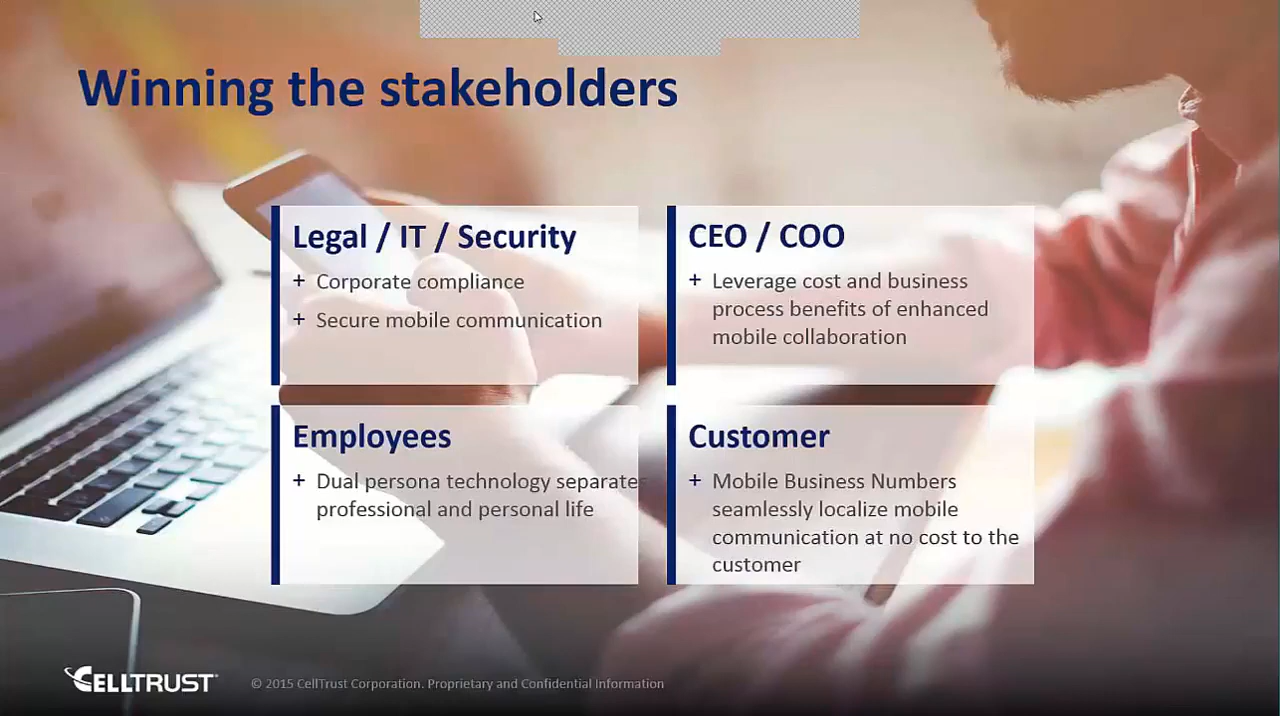 Winning the stakeholders
Legal / IT / Security
+ Corporate compliance
+ Secure mobile communication
CEO / COO
+ Leverage cost and business
process benefits of enhanced
mobile collaboration
Employees
+ Dual persona technology separates
professional and personal life
Customer
+ Mobile Business Numbers
seamlessly localize mobile
communication at no cost to the
customer
CELLTRUST®
© 2015 CellTrust Corporation. Proprietary and Confidential Information